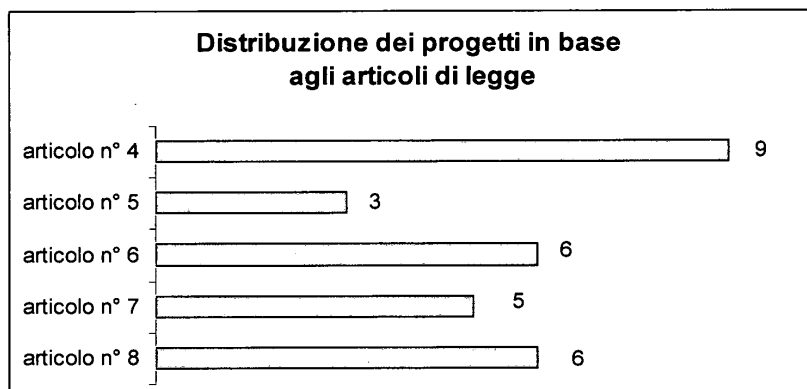 Distribuzione dei progetti in base
agli articoli di legge
articolo n° 4 9
articolo n° 5 3
articolo n° 6 6
articolo n° 7 5
articolo n° 8 6